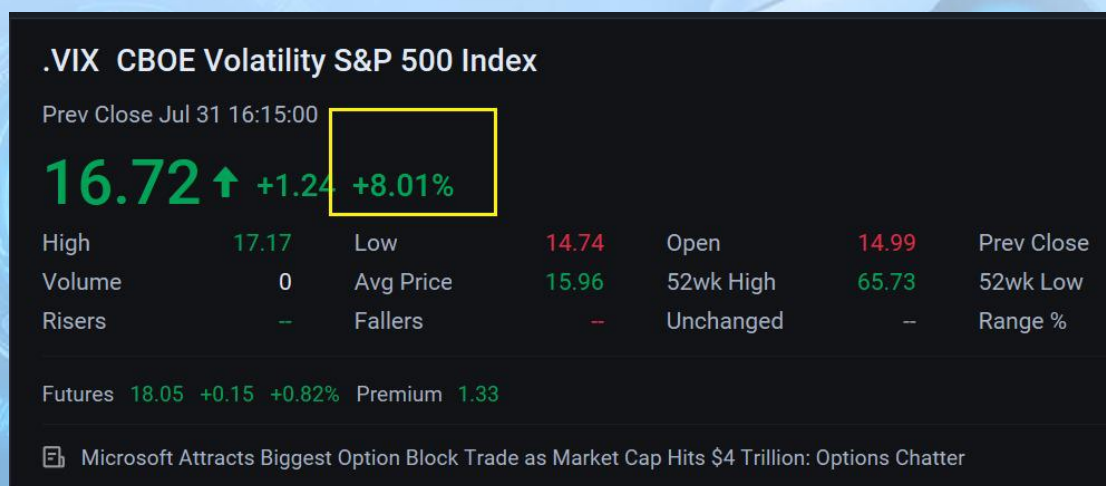 .VIX CBOE Volatility S&P 500 Index
Prev Close Jul 31 16:15:00
16.72 ↑ +1.24 +8.01%
High 17.17 Low 14.74 Open 14.99 Prev Close
Volume 0 Avg Price 15.96 52wk High 65.73 52wk Low
Risers -- Fallers -- Unchanged -- Range %
Futures 18.05 +0.15 +0.82% Premium 1.33
Microsoft Attracts Biggest Option Block Trade as Market Cap Hits $4 Trillion: Options Chatter